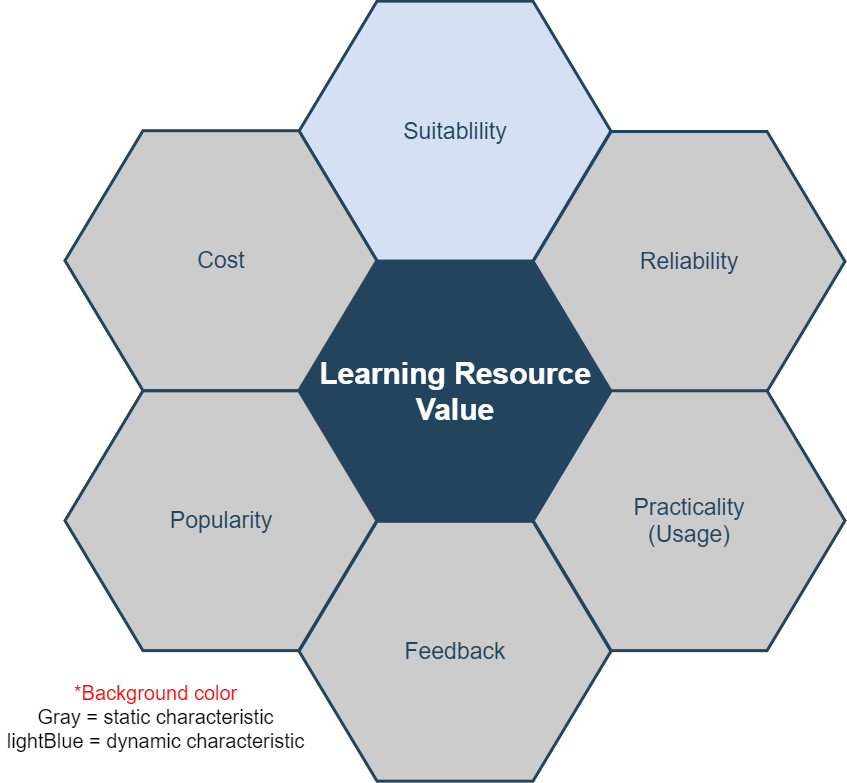 Suitablility
Cost
Reliability
Learning Resource
Value
Popularity
Practicality
(Usage)
Feedback
*Background color
Gray = static characteristic
lightBlue = dynamic characteristic